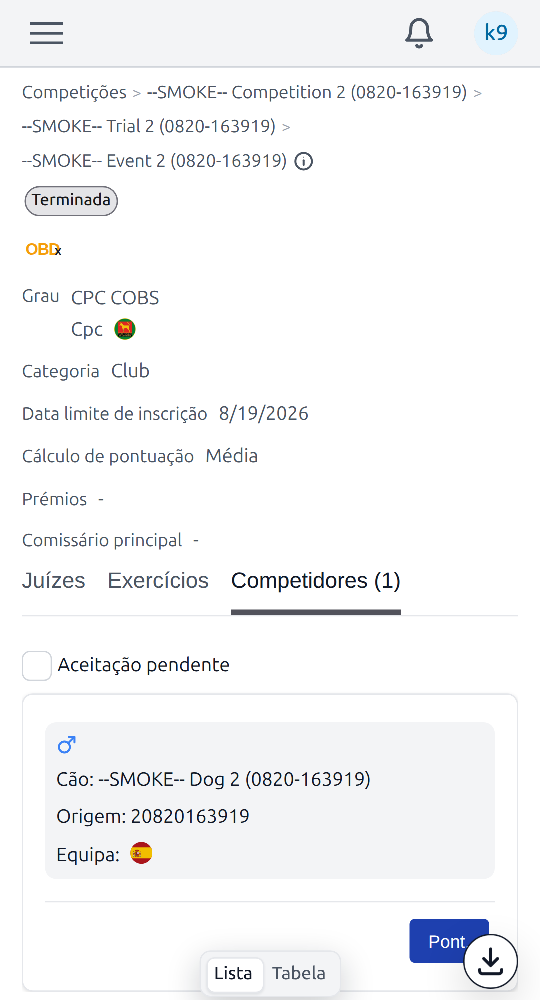 k9
Competições > --SMOKE-- Competition 2 (0820-163919) >
--SMOKE-- Trial 2 (0820-163919) >
--SMOKE-- Event 2 (0820-163919)
Terminada
OBDx
Grau CPC COBS
Cpc
Categoria Club
Data limite de inscrição 8/19/2026
Cálculo de pontuação Média
Prémios -
Comissário principal -
Juízes Exercícios Competidores (1)
Aceitação pendente
Cão: --SMOKE-- Dog 2 (0820-163919)
Origem: 20820163919
Equipa:
Pont.
Lista Tabela